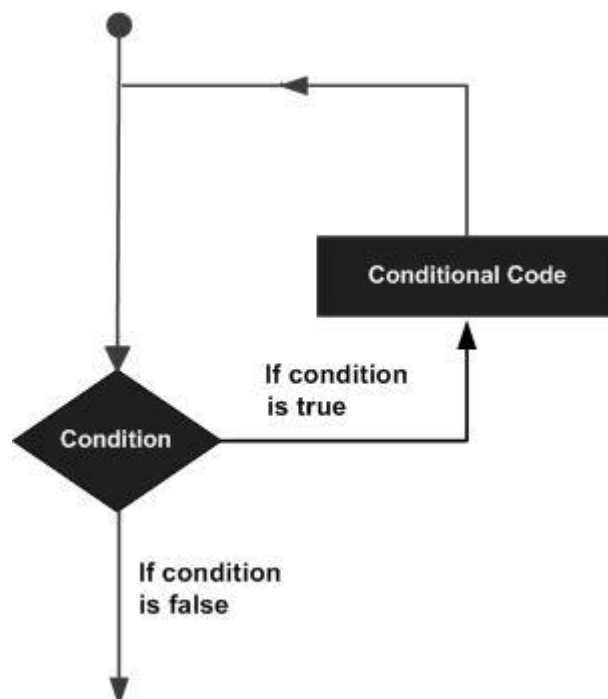 Conditional Code
If condition
is true
Condition
If condition
is false